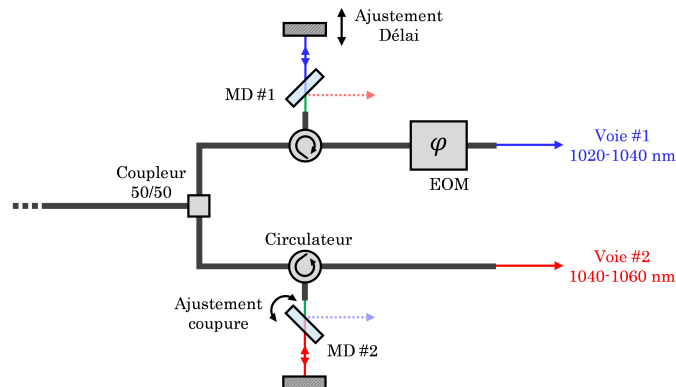 Ajustement
Délai
MD #1
φ
EOM
Voie #1
1020-1040 nm
Coupleur
50/50
Circulateur
Voie #2
1040-1060 nm
Ajustement
coupure
MD #2